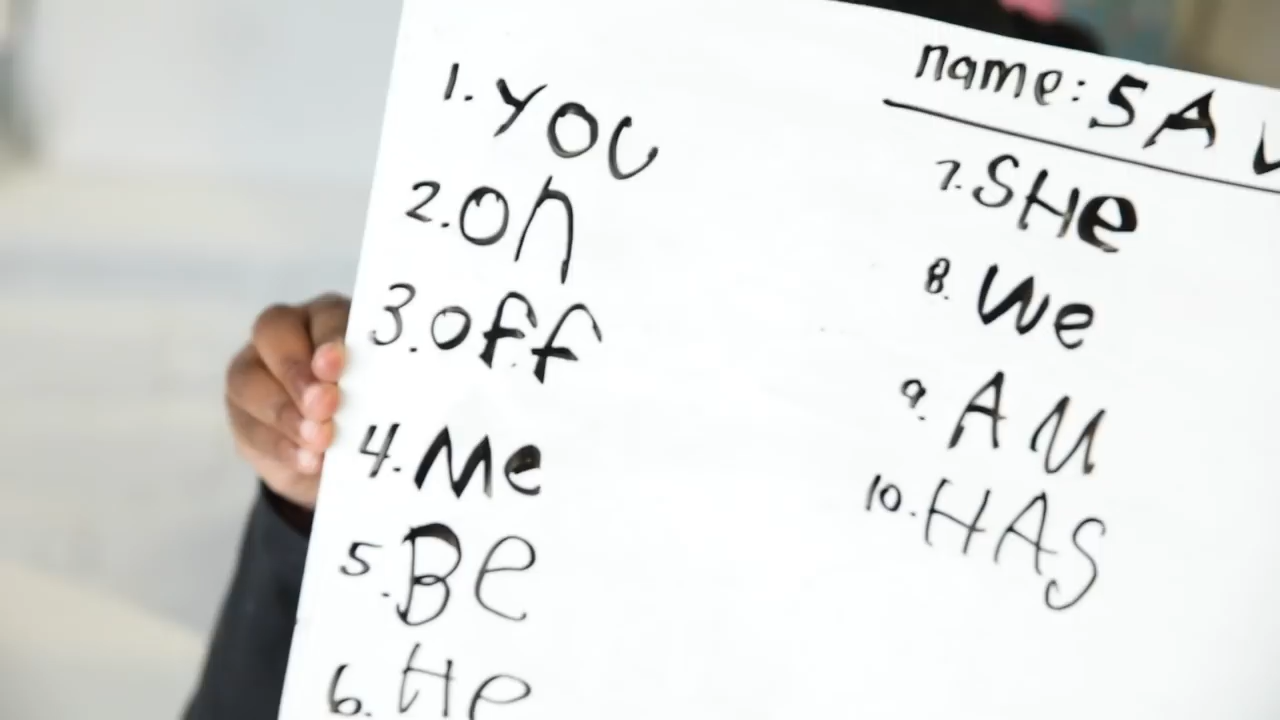 1. YOU
2. on
3. off
4. Me
5. Be
6. He
name: SAV
7. SHe
8. We
9. AM
10. HAS